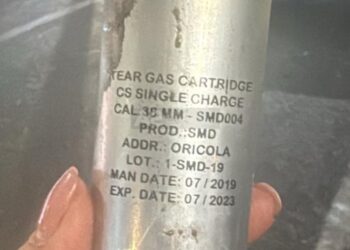 TEAR GAS CARTRIDGE
CS SINGLE CHARGE
CAL.38 MM - SMD004
PROD.:SMD
ADDR.: ORICOLA
LOT.: 1-SMD-19
MAN DATE: 07/2019
EXP. DATE: 07/2023